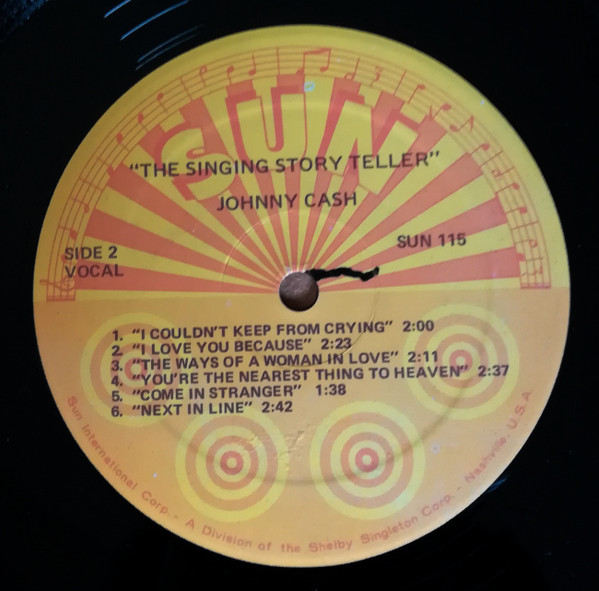 SUN
"THE SINGING STORY TELLER"
JOHNNY CASH
SIDE 2
VOCAL
SUN 115
1. "I COULDN'T KEEP FROM CRYING" 2:00
2. "I LOVE YOU BECAUSE" 2:23
3. "THE WAYS OF A WOMAN IN LOVE" 2:11
4. "YOU'RE THE NEAREST THING TO HEAVEN" 2:37
5. "COME IN STRANGER" 1:38
6. "NEXT IN LINE" 2:42
Sun International Corp. - A Division of the Shelby Singleton Corp. - Nashville, U.S.A